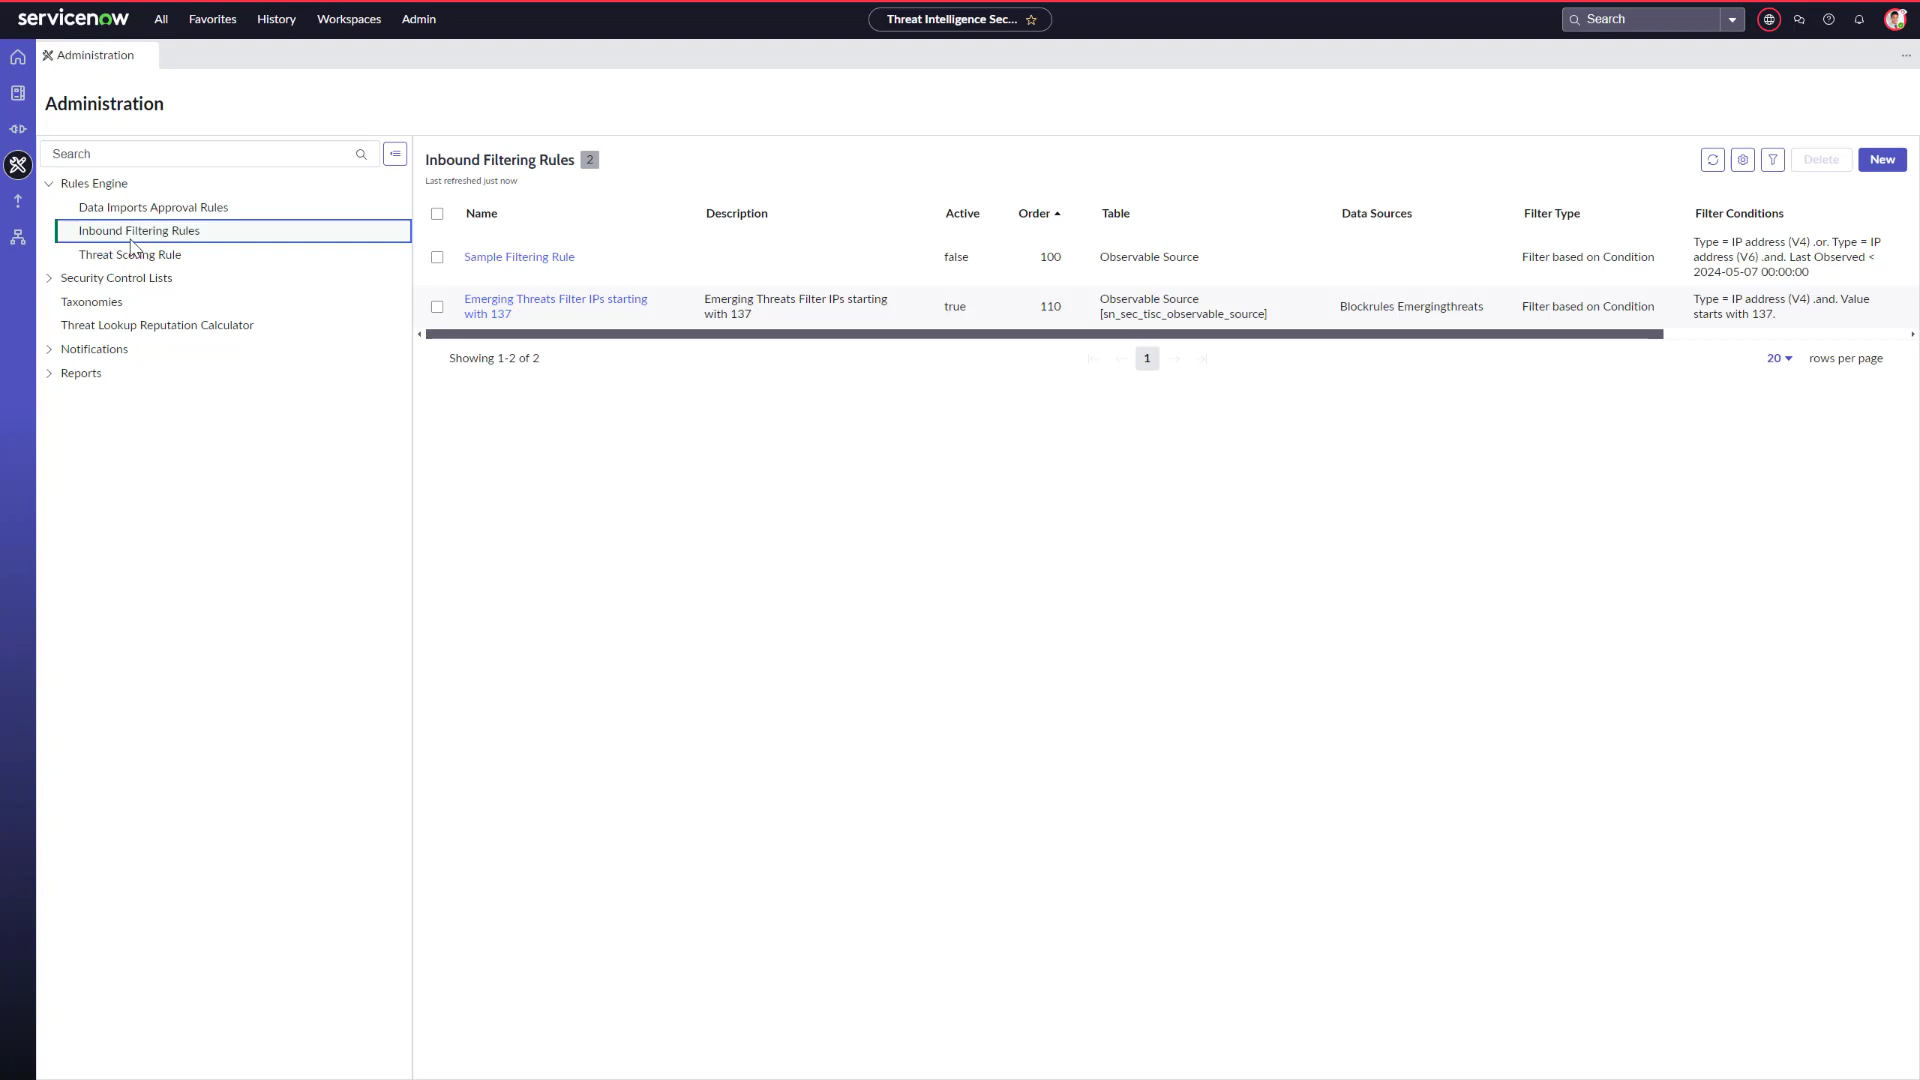 servicenow
All
Favorites
History
Workspaces
Admin
Threat Intelligence Sec...
Search
Administration
Administration
Search
Rules Engine
Data Imports Approval Rules
Inbound Filtering Rules
Threat Scoring Rule
Security Control Lists
Taxonomies
Threat Lookup Reputation Calculator
Notifications
Reports
Inbound Filtering Rules 2
Last refreshed just now
Delete
New
Name
Description
Active
Order
Table
Data Sources
Filter Type
Filter Conditions
Sample Filtering Rule
false
100
Observable Source
Filter based on Condition
Type = IP address (V4) .or. Type = IP
address (V6) .and. Last Observed <
2024-05-07 00:00:00
Emerging Threats Filter IPs starting
with 137
Emerging Threats Filter IPs starting
with 137
true
110
Observable Source
[sn_sec_tisc_observable_source]
Blockrules Emergingthreats
Filter based on Condition
Type = IP address (V4) .and. Value
starts with 137.
Showing 1-2 of 2
1
20
rows per page